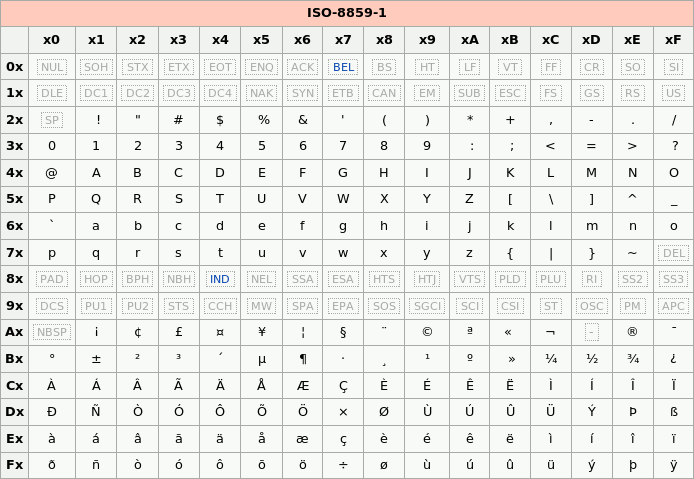 ISO-8859-1
x0 x1 x2 x3 x4 x5 x6 x7 x8 x9 xA xB xC xD xE xF
0x NUL SOH STX ETX EOT ENQ ACK BEL BS HT LF VT FF CR SO SI
1x DLE DC1 DC2 DC3 DC4 NAK SYN ETB CAN EM SUB ESC FS GS RS US
2x SP ! " # $ % & ' ( ) * + , - . /
3x 0 1 2 3 4 5 6 7 8 9 : ; < = > ?
4x @ A B C D E F G H I J K L M N O
5x P Q R S T U V W X Y Z [ \ ] ^ _
6x ` a b c d e f g h i j k l m n o
7x p q r s t u v w x y z { | } ~ DEL
8x PAD HOP BPH NBH IND NEL SSA ESA HTS HTJ VTS PLD PLU RI SS2 SS3
9x DCS PU1 PU2 STS CCH MW SPA EPA SOS SGCI SCI CSI ST OSC PM APC
Ax NBSP ¡ ¢ £ ¤ ¥ ¦ § ¨ © ª « ¬ - ® ¯
Bx ° ± ² ³ ´ µ ¶ · ¸ ¹ º » ¼ ½ ¾ ¿
Cx À Á Â Ã Ä Å Æ Ç È É Ê Ë Ì Í Î Ï
Dx Ð Ñ Ò Ó Ô Õ Ö × Ø Ù Ú Û Ü Ý Þ ß
Ex à á â ã ä å æ ç è é ê ë ì í î ï
Fx ð ñ ò ó ô õ ö ÷ ø ù ú û ü ý þ ÿ